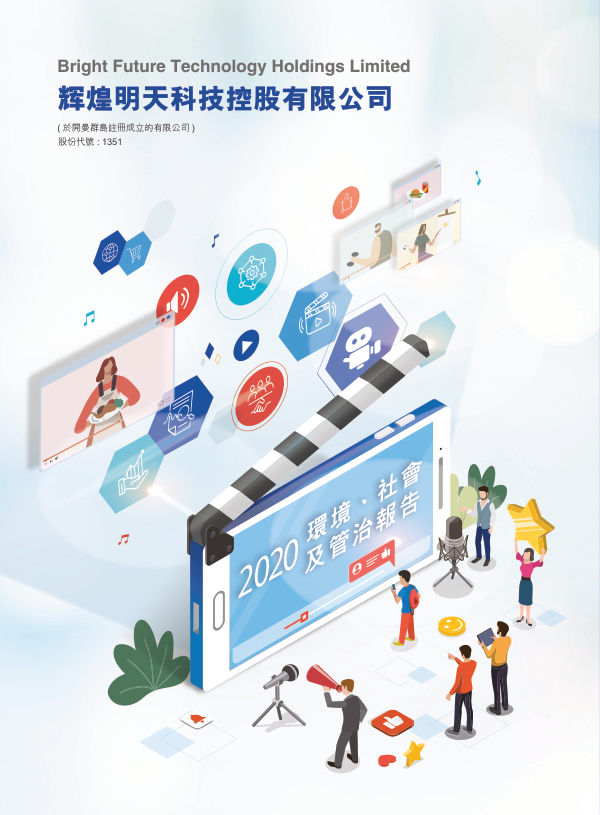 Bright Future Technology Holdings Limited
辉煌明天科技控股有限公司
( 於開曼群島註冊成立的有限公司 )
股份代號 : 1351
2020 環境、社會
及管治報告